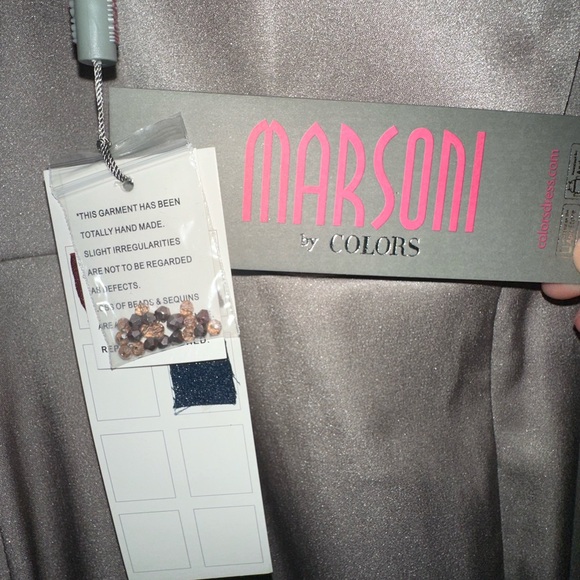 MARSONI
by COLORS
colorsdress.com
"THIS GARMENT HAS BEEN
TOTALLY HAND MADE.
SLIGHT IRREGULARITIES
ARE NOT TO BE REGARDED
DEFECTS.
OF BEADS & SEQUINS
ARE